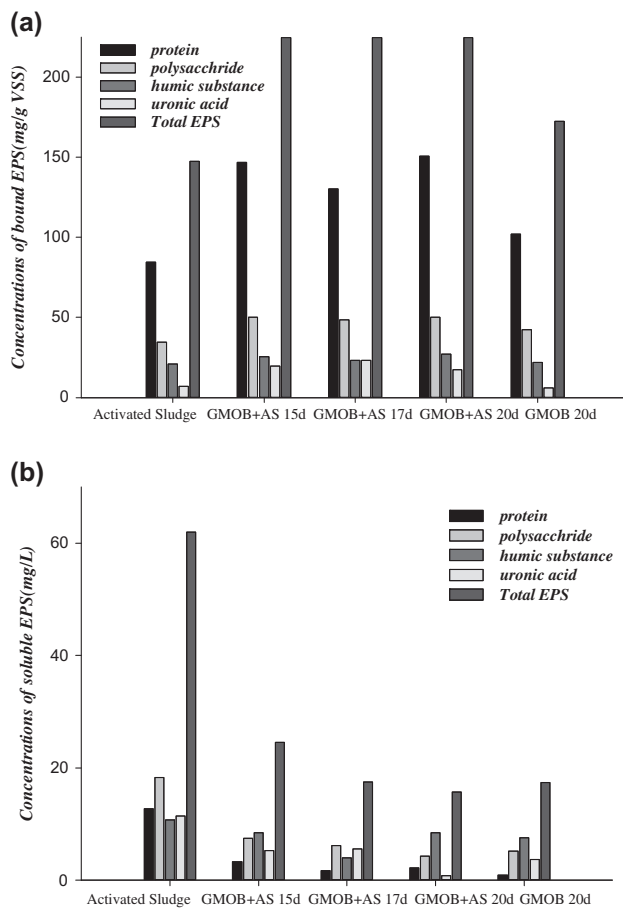 (a)
protein
polysacchride
humic substance
uronic acid
Total EPS
Concentrations of bound EPS(mg/g VSS)
200
150
100
50
0
Activated Sludge GMOB+AS 15d GMOB+AS 17d GMOB+AS 20d GMOB 20d
(b)
protein
polysacchride
humic substance
uronic acid
Total EPS
Concentrations of soluble EPS(mg/L)
60
40
20
0
Activated Sludge GMOB+AS 15d GMOB+AS 17d GMOB+AS 20d GMOB 20d